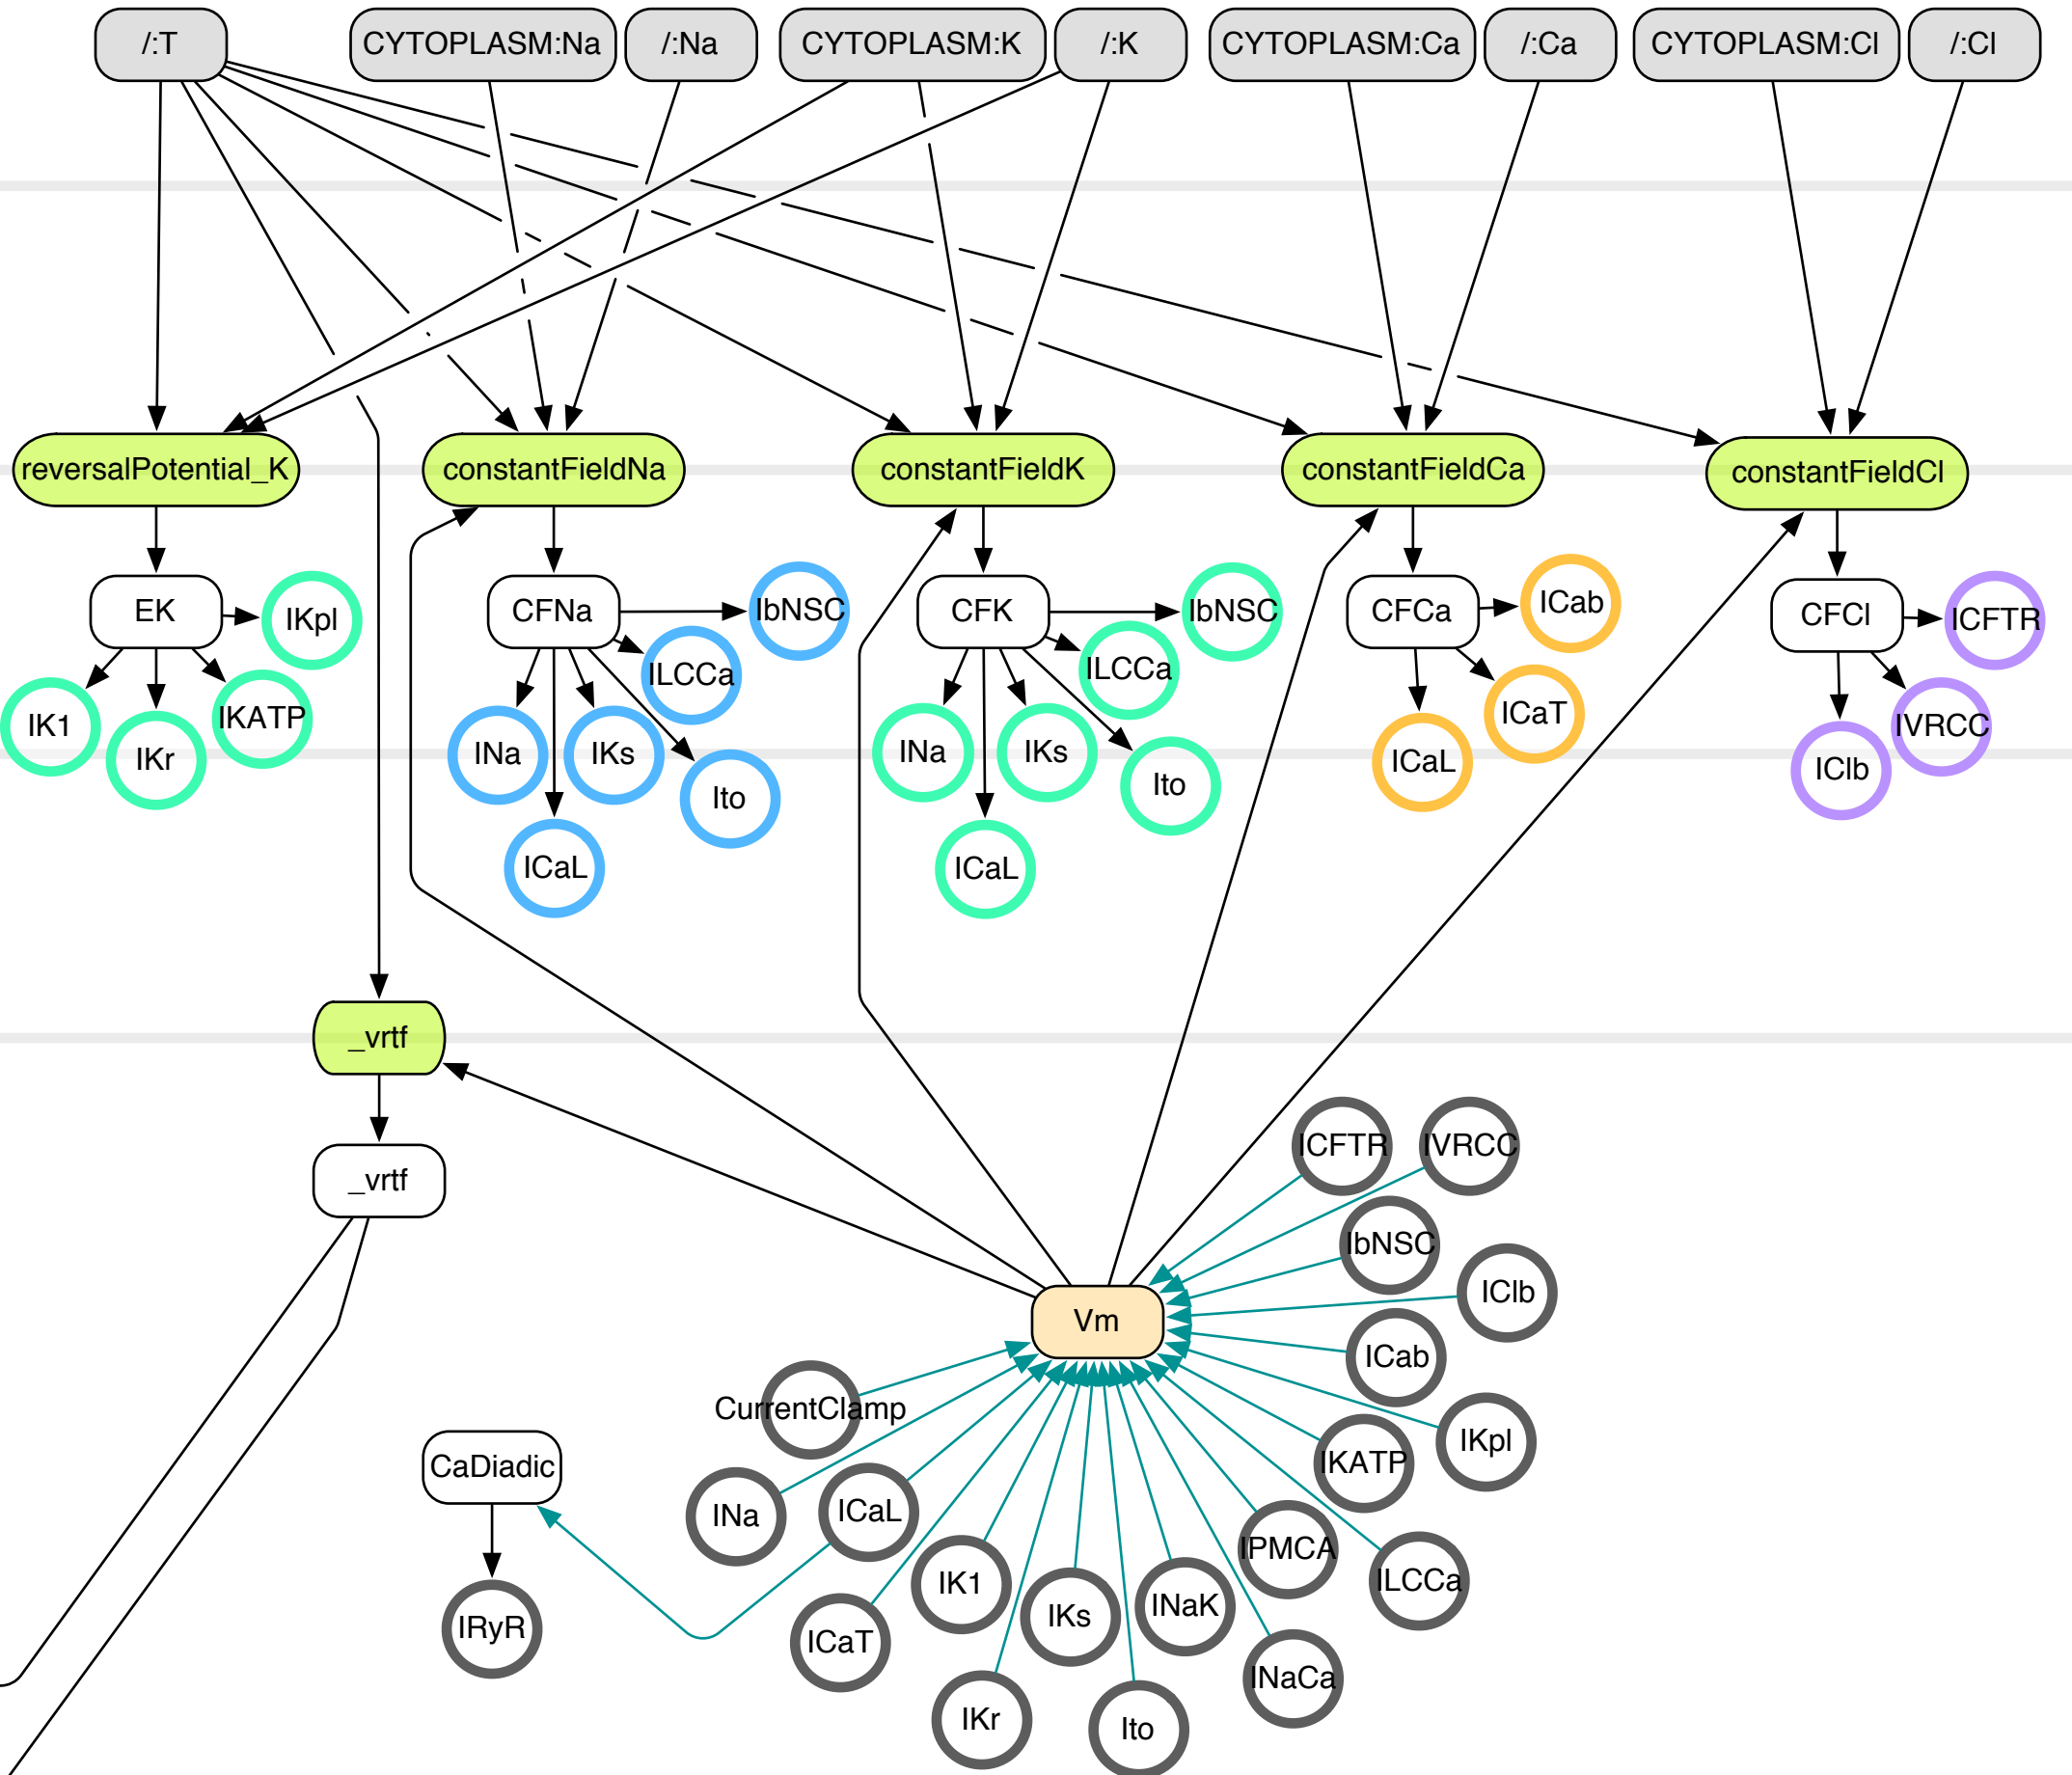 /:T
CYTOPLASM:Na
/:Na
CYTOPLASM:K
/:K
CYTOPLASM:Ca
/:Ca
CYTOPLASM:Cl
/:Cl
reversalPotential_K
constantFieldNa
constantFieldK
constantFieldCa
constantFieldCl
EK
IKpl
IK1
IKr
IKATP
CFNa
IbNSC
ILCCa
INa
IKs
Ito
ICaL
CFK
IbNSC
ILCCa
INa
IKs
Ito
ICaL
CFCa
ICab
ICaT
ICaL
CFCl
ICFTR
IVRCC
IClb
_vrtf
_vrtf
ICFTR
IVRCC
IbNSC
IClb
Vm
ICab
CurrentClamp
IKpl
IKATP
CaDiadic
INa
ICaL
IPMCA
ILCCa
IK1
IKs
INaK
IRyR
ICaT
INaCa
IKr
Ito